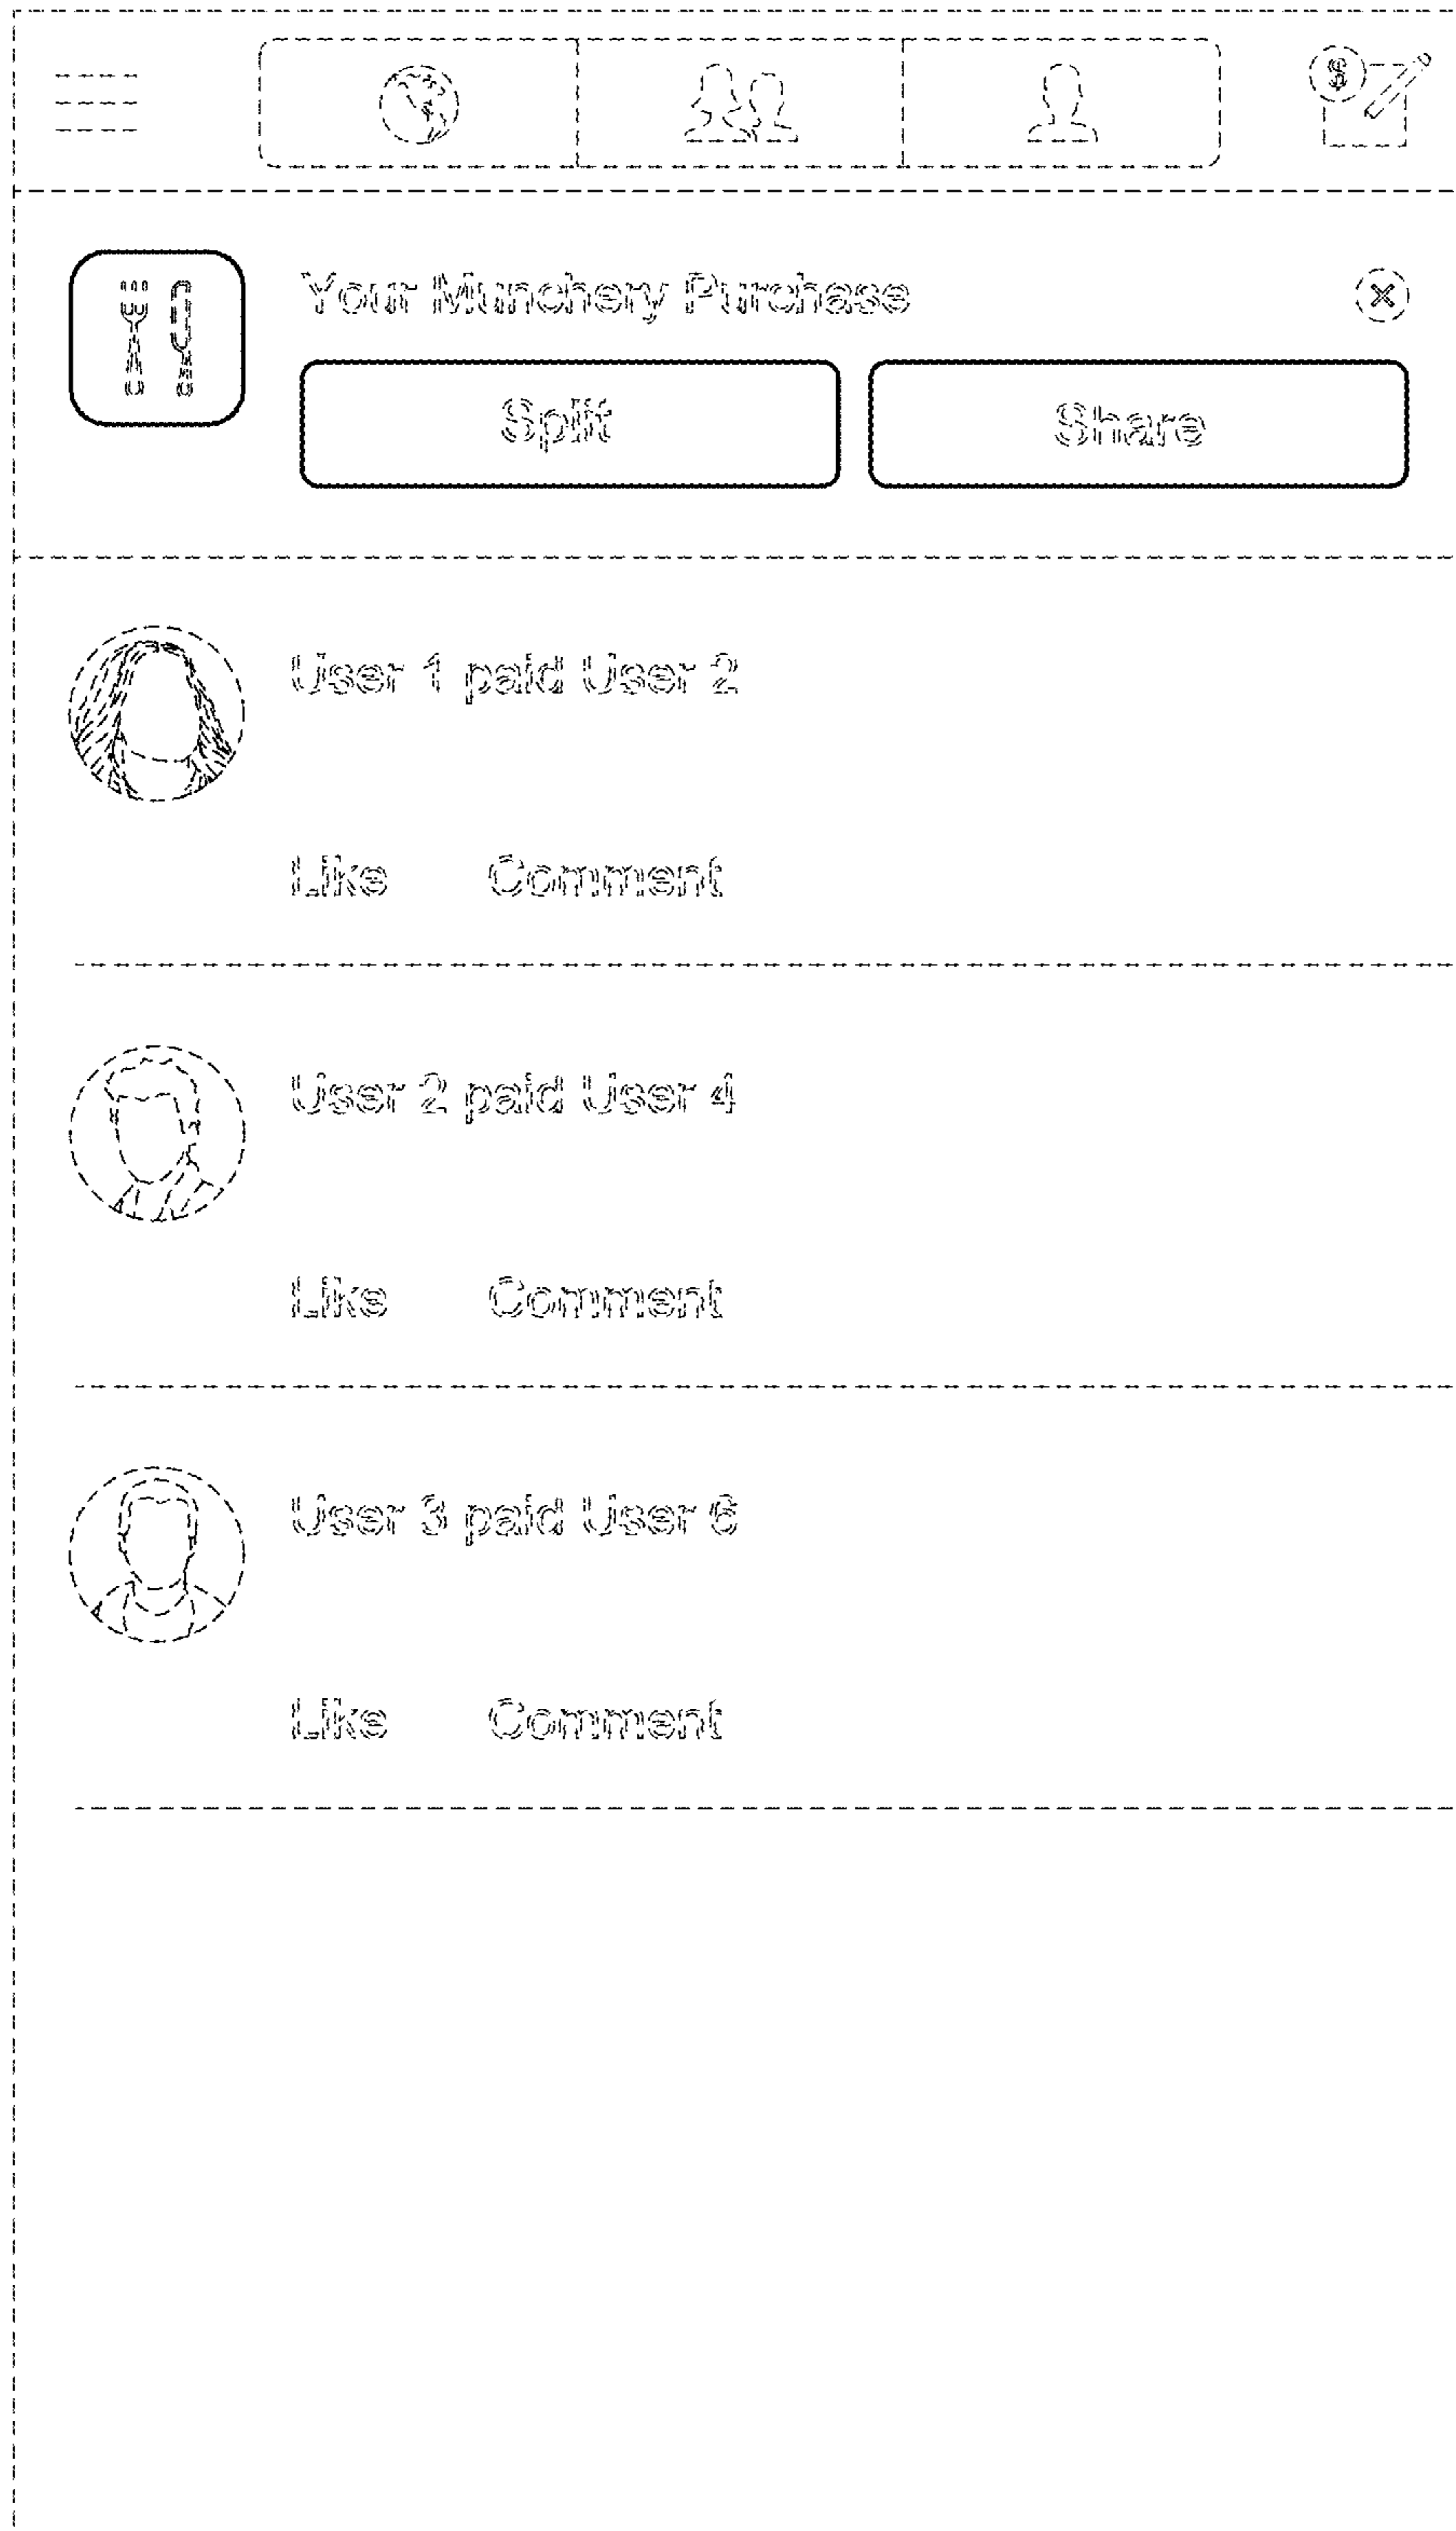 $
Your Munchery Purchase
Split Share
User 1 paid User 2
Like Comment
User 2 paid User 4
Like Comment
User 3 paid User 6
Like Comment